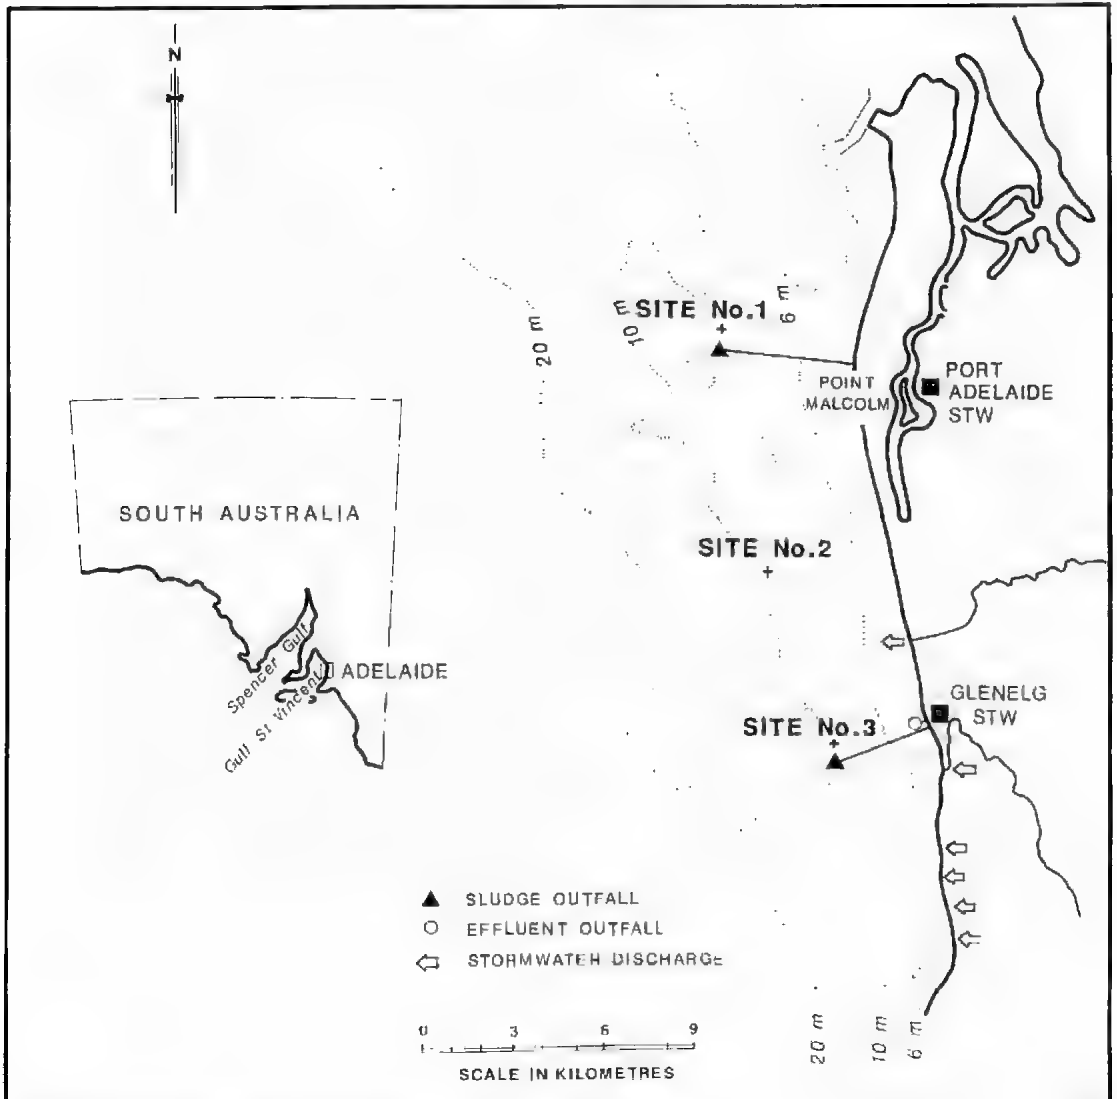 N
SITE No.1
6 m
10 m
20 m
POINT
MALCOLM
PORT
ADELAIDE
STW
SOUTH AUSTRALIA
SITE No.2
Spencer Gulf
Gulf St Vincent
ADELAIDE
GLENELG
STW
SITE No.3
SLUDGE OUTFALL
EFFLUENT OUTFALL
STORMWATER DISCHARGE
0 3 6 9
SCALE IN KILOMETRES
20 m
10 m
6 m